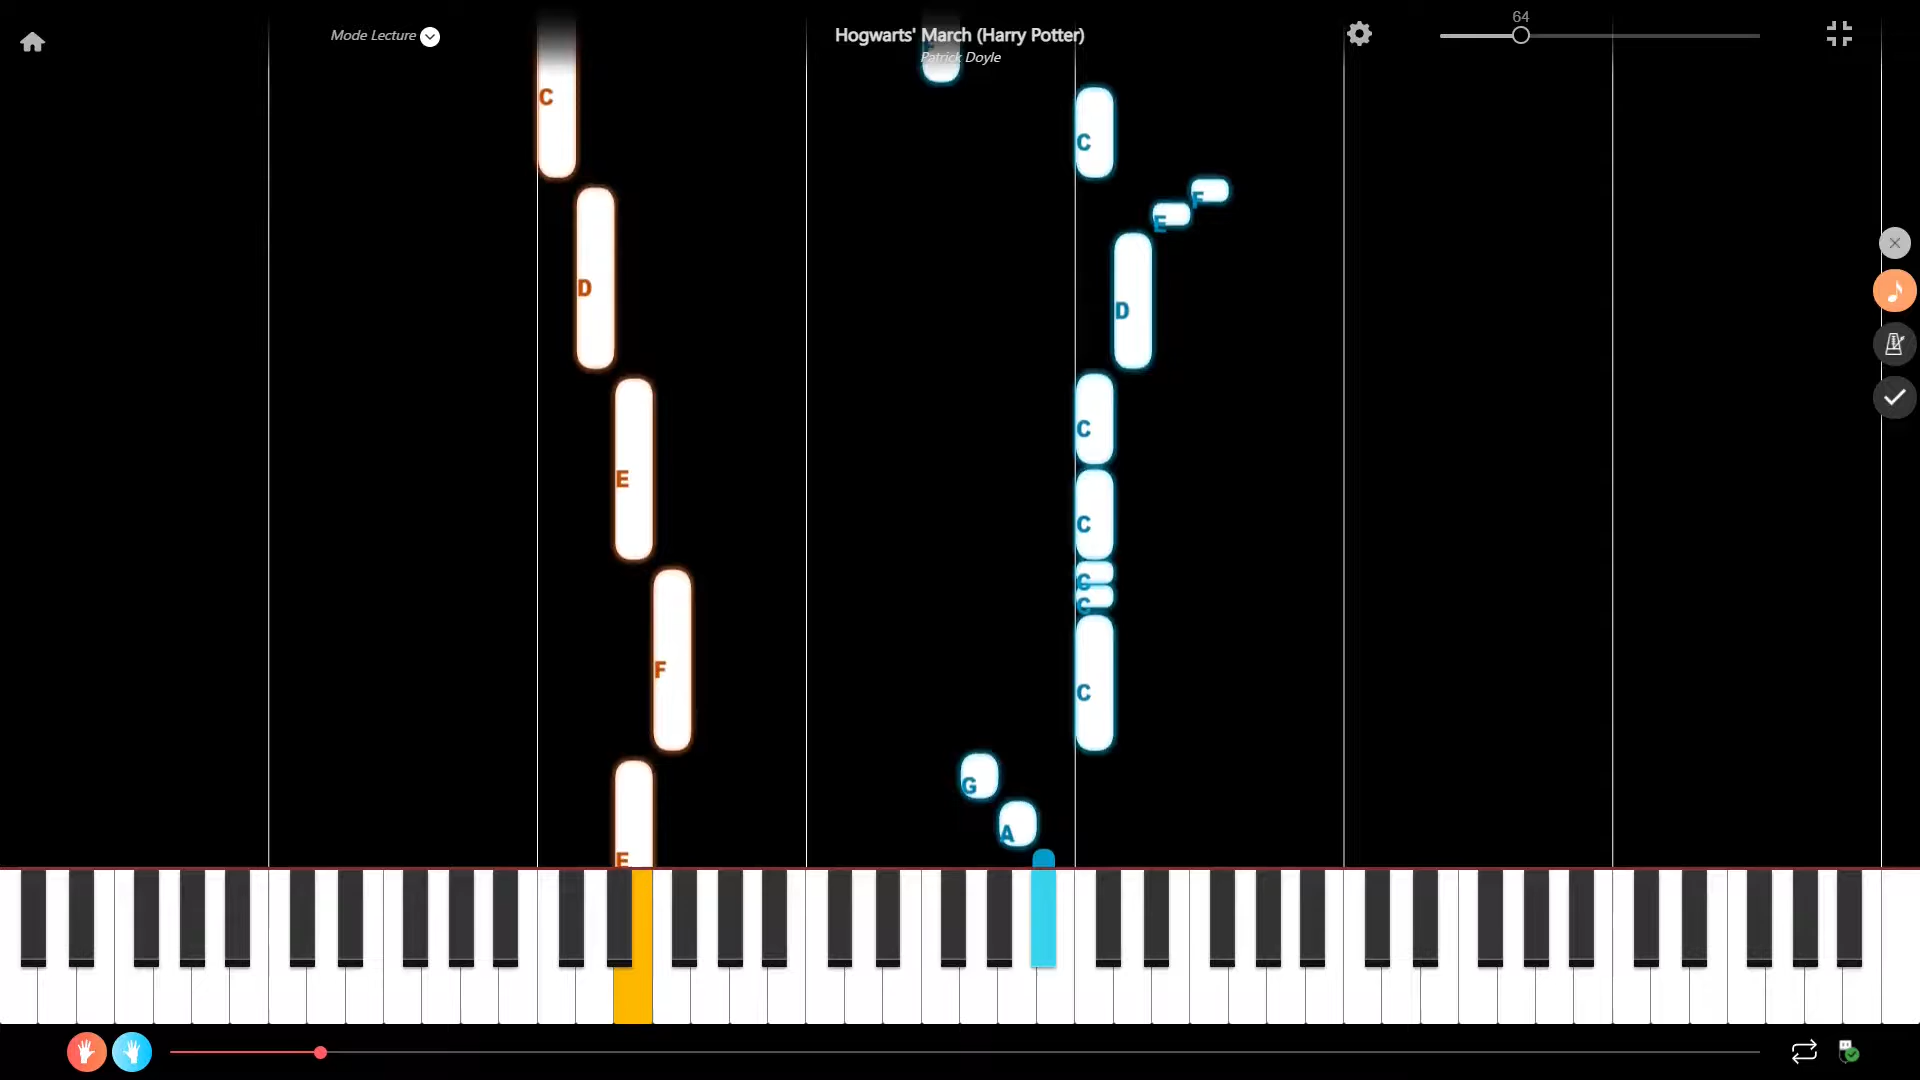 64
Mode Lecture
Hogwarts' March (Harry Potter)
Patrick Doyle
C
C
F
E
D
D
C
E
C
C
C
F
C
G
A
E